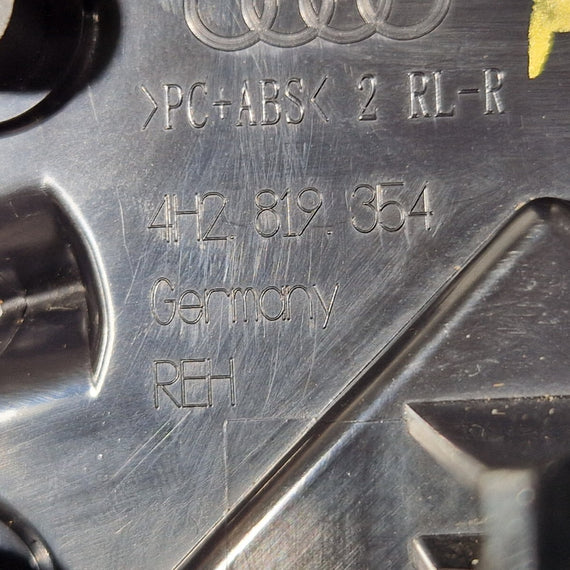 >PC+ABS< 2 RL-R
4H2. 819. 354
Germany
REH